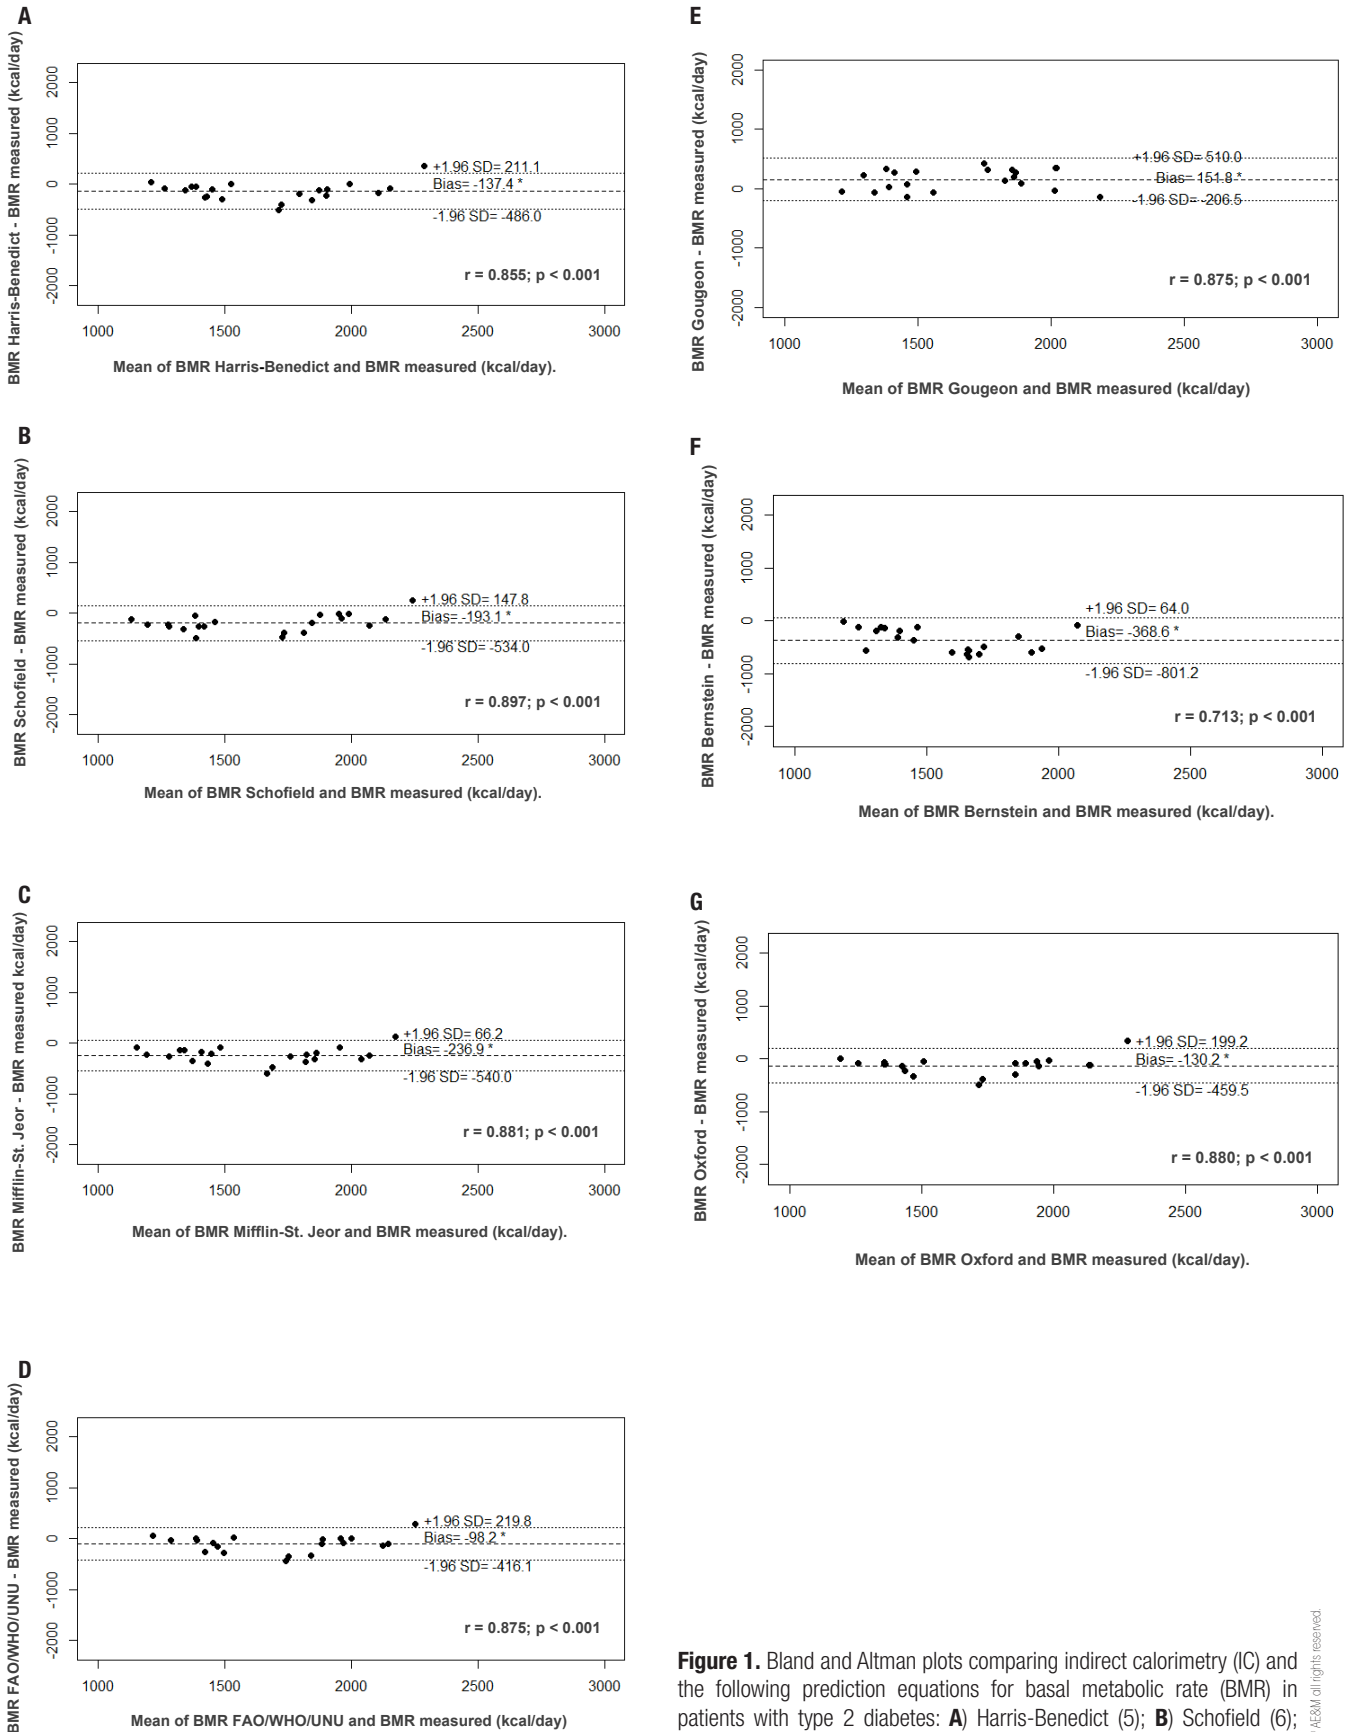 A
BMR Harris-Benedict - BMR measured (kcal/day)
2000
1000
0
-1000
-2000
+1.96 SD= 211.1
Bias= -137.4 *
-1.96 SD= -486.0
r = 0.855; p < 0.001
1000 1500 2000 2500 3000
Mean of BMR Harris-Benedict and BMR measured (kcal/day).
B
BMR Schofield - BMR measured (kcal/day)
2000
1000
0
-1000
-2000
+1.96 SD= 147.8
Bias= -193.1 *
-1.96 SD= -534.0
r = 0.897; p < 0.001
1000 1500 2000 2500 3000
Mean of BMR Schofield and BMR measured (kcal/day).
C
BMR Mifflin-St. Jeor - BMR measured kcal/day)
2000
1000
0
-1000
-2000
+1.96 SD= 66.2
Bias= -236.9 *
-1.96 SD= -540.0
r = 0.881; p < 0.001
1000 1500 2000 2500 3000
Mean of BMR Mifflin-St. Jeor and BMR measured (kcal/day).
D
BMR FAO/WHO/UNU - BMR measured (kcal/day)
2000
1000
0
-1000
-2000
+1.96 SD= 219.8
Bias= -98.2 *
-1.96 SD= -416.1
r = 0.875; p < 0.001
1000 1500 2000 2500 3000
Mean of BMR FAO/WHO/UNU and BMR measured (kcal/day)
E
BMR Gougeon - BMR measured (kcal/day)
2000
1000
0
-1000
-2000
+1.96 SD= 510.0
Bias= 151.8 *
-1.96 SD= -206.5
r = 0.875; p < 0.001
1000 1500 2000 2500 3000
Mean of BMR Gougeon and BMR measured (kcal/day)
F
BMR Bernstein - BMR measured (kcal/day)
2000
1000
0
-1000
-2000
+1.96 SD= 64.0
Bias= -368.6 *
-1.96 SD= -801.2
r = 0.713; p < 0.001
1000 1500 2000 2500 3000
Mean of BMR Bernstein and BMR measured (kcal/day).
G
BMR Oxford - BMR measured (kcal/day)
2000
1000
0
-1000
-2000
+1.96 SD= 199.2
Bias= -130.2 *
-1.96 SD= -459.5
r = 0.880; p < 0.001
1000 1500 2000 2500 3000
Mean of BMR Oxford and BMR measured (kcal/day).
Figure 1. Bland and Altman plots comparing indirect calorimetry (IC) and
the following prediction equations for basal metabolic rate (BMR) in
patients with type 2 diabetes: A) Harris-Benedict (5); B) Schofield (6);
AE&M all rights reserved.